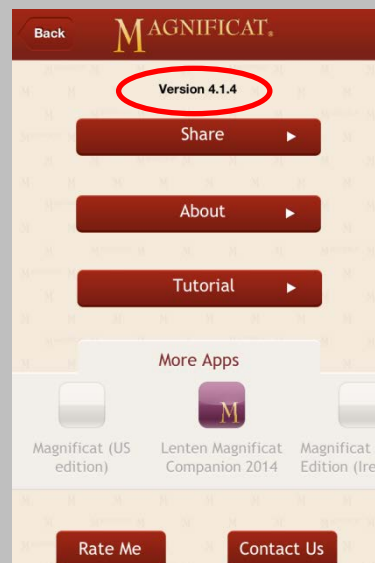 Back
MAGNIFICAT®
Version 4.1.4
Share
About
Tutorial
More Apps
M
Magnificat (US edition)
Lenten Magnificat Companion 2014
Magnificat Edition (Ire
Rate Me
Contact Us